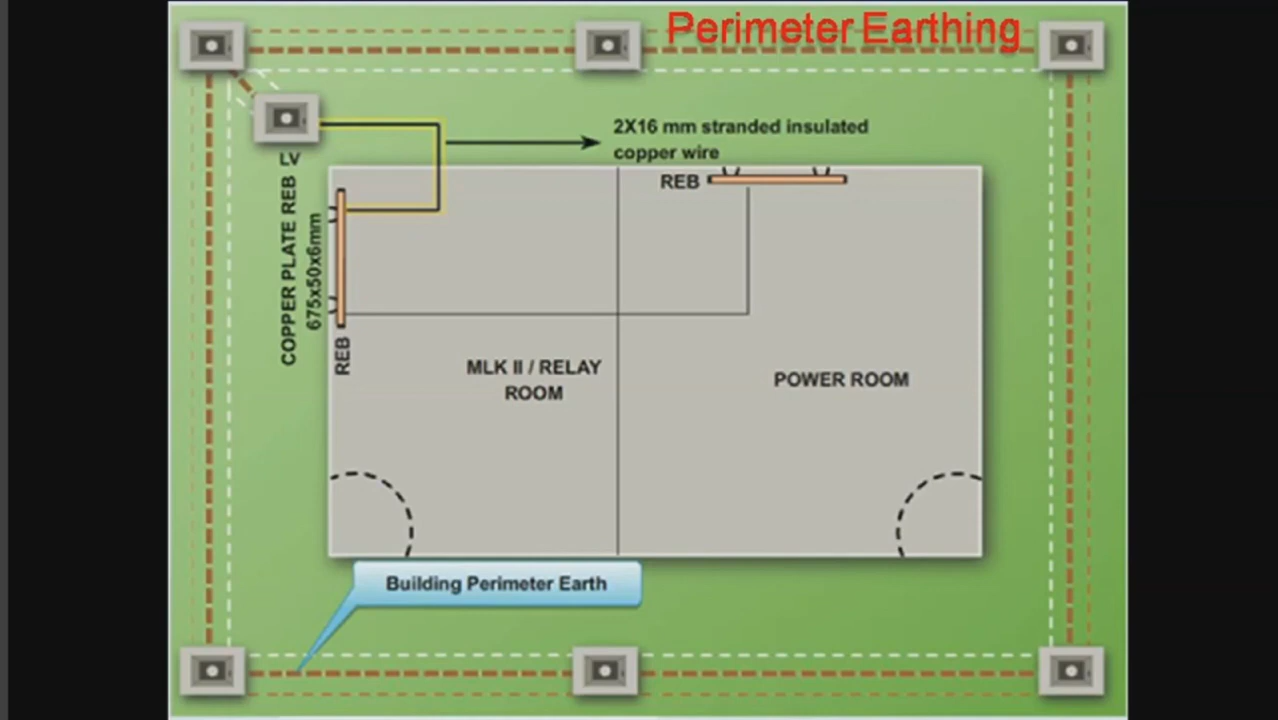 Perimeter Earthing
2X16 mm stranded insulated
copper wire
LV
REB
COPPER PLATE REB
675x50x6mm
REB
MLK II / RELAY
ROOM
POWER ROOM
Building Perimeter Earth